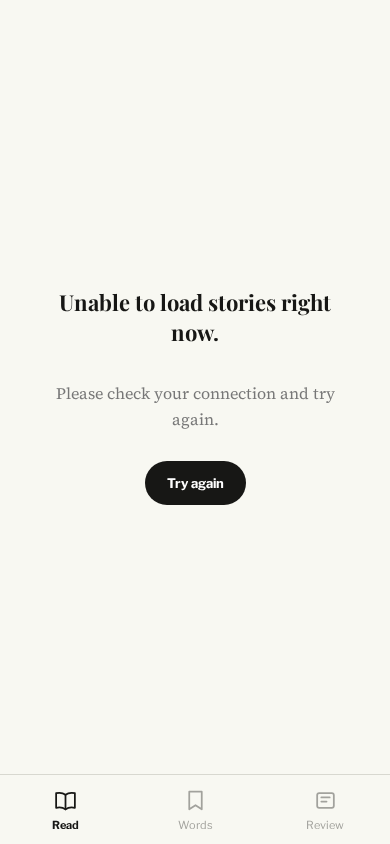 Unable to load stories right
now.
Please check your connection and try
again.
Try again
Read
Words
Review